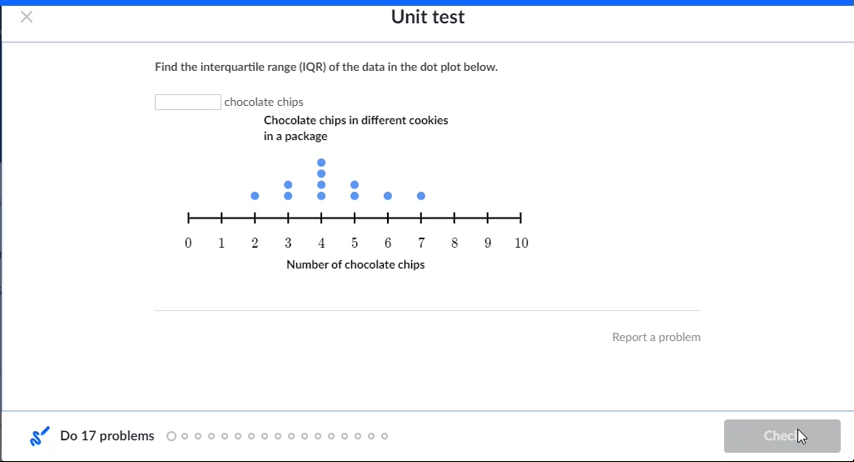 Unit test
Find the interquartile range (IQR) of the data in the dot plot below.
chocolate chips
Chocolate chips in different cookies
in a package
0 1 2 3 4 5 6 7 8 9 10
Number of chocolate chips
Report a problem
Do 17 problems
Check